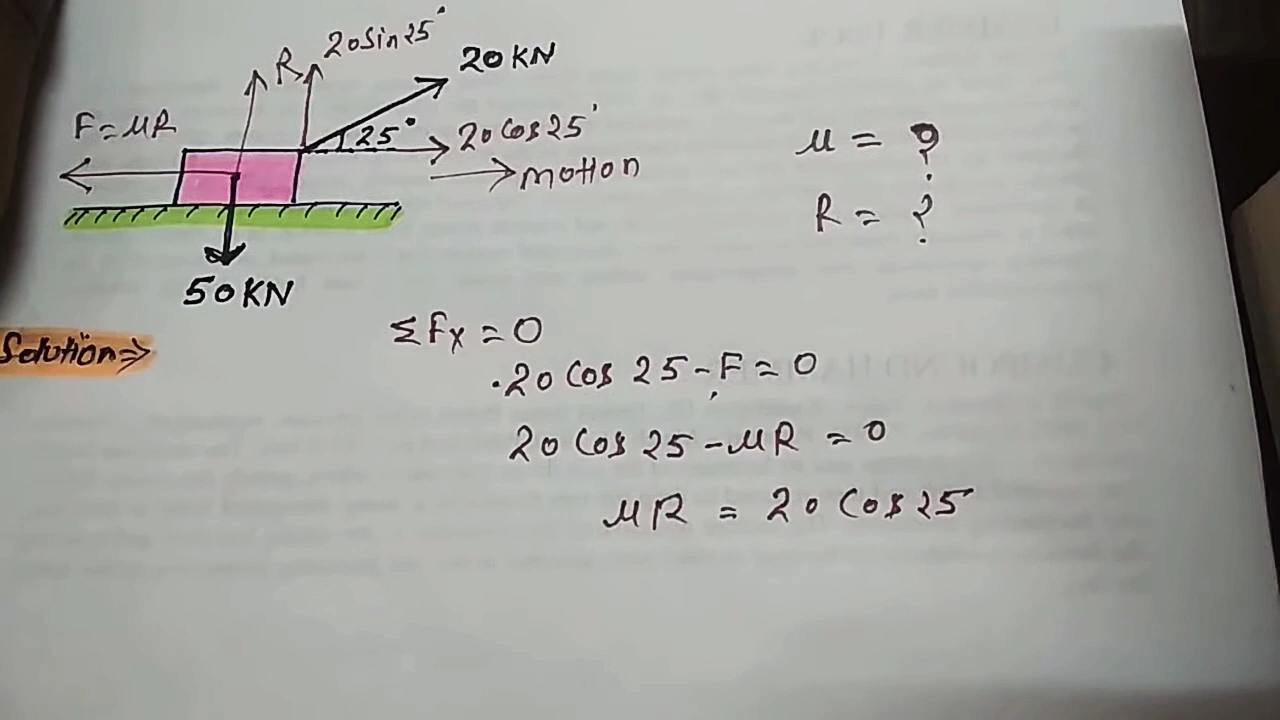 20Sin25°
20KN
R
F=μR
25°
20Cos25°
motion
50KN
μ = ?
R = ?
Solution⇒
ΣFx = 0
20 Cos 25 - F = 0
20 Cos 25 - μR = 0
μR = 20 Cos 25